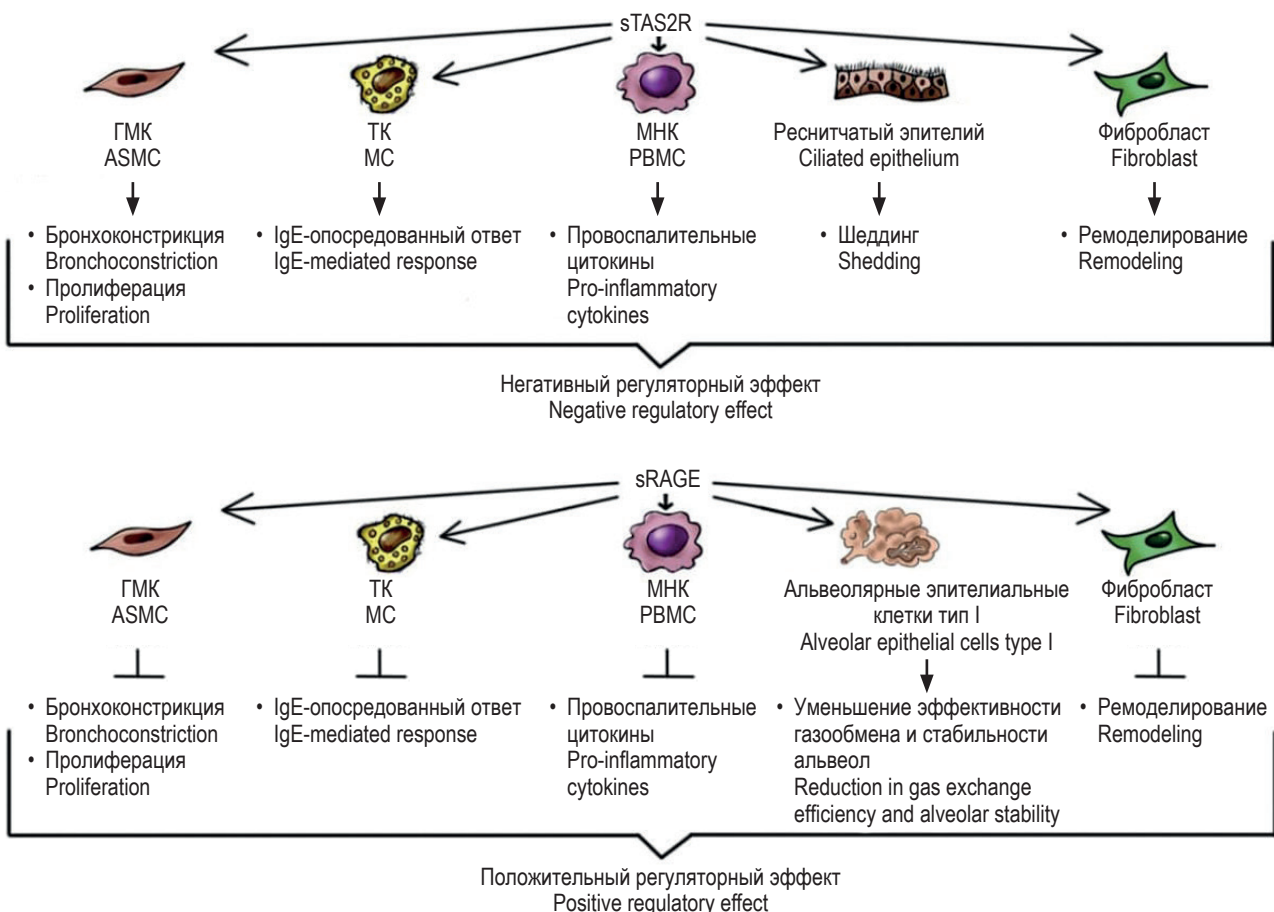 sTAS2R
ГМК
ASMC
ТК
MC
МНК
PBMC
Реснитчатый эпителий
Ciliated epithelium
Фибробласт
Fibroblast
• Бронхоконстрикция
Bronchoconstriction
• Пролиферация
Proliferation
• IgE-опосредованный ответ
IgE-mediated response
• Провоспалительные
цитокины
Pro-inflammatory
cytokines
• Шеддинг
Shedding
• Ремоделирование
Remodeling
Негативный регуляторный эффект
Negative regulatory effect
sRAGE
ГМК
ASMC
ТК
MC
МНК
PBMC
Альвеолярные эпителиальные
клетки тип I
Alveolar epithelial cells type I
Фибробласт
Fibroblast
• Бронхоконстрикция
Bronchoconstriction
• Пролиферация
Proliferation
• IgE-опосредованный ответ
IgE-mediated response
• Провоспалительные
цитокины
Pro-inflammatory
cytokines
• Уменьшение эффективности
газообмена и стабильности
альвеол
Reduction in gas exchange
efficiency and alveolar stability
• Ремоделирование
Remodeling
Положительный регуляторный эффект
Positive regulatory effect